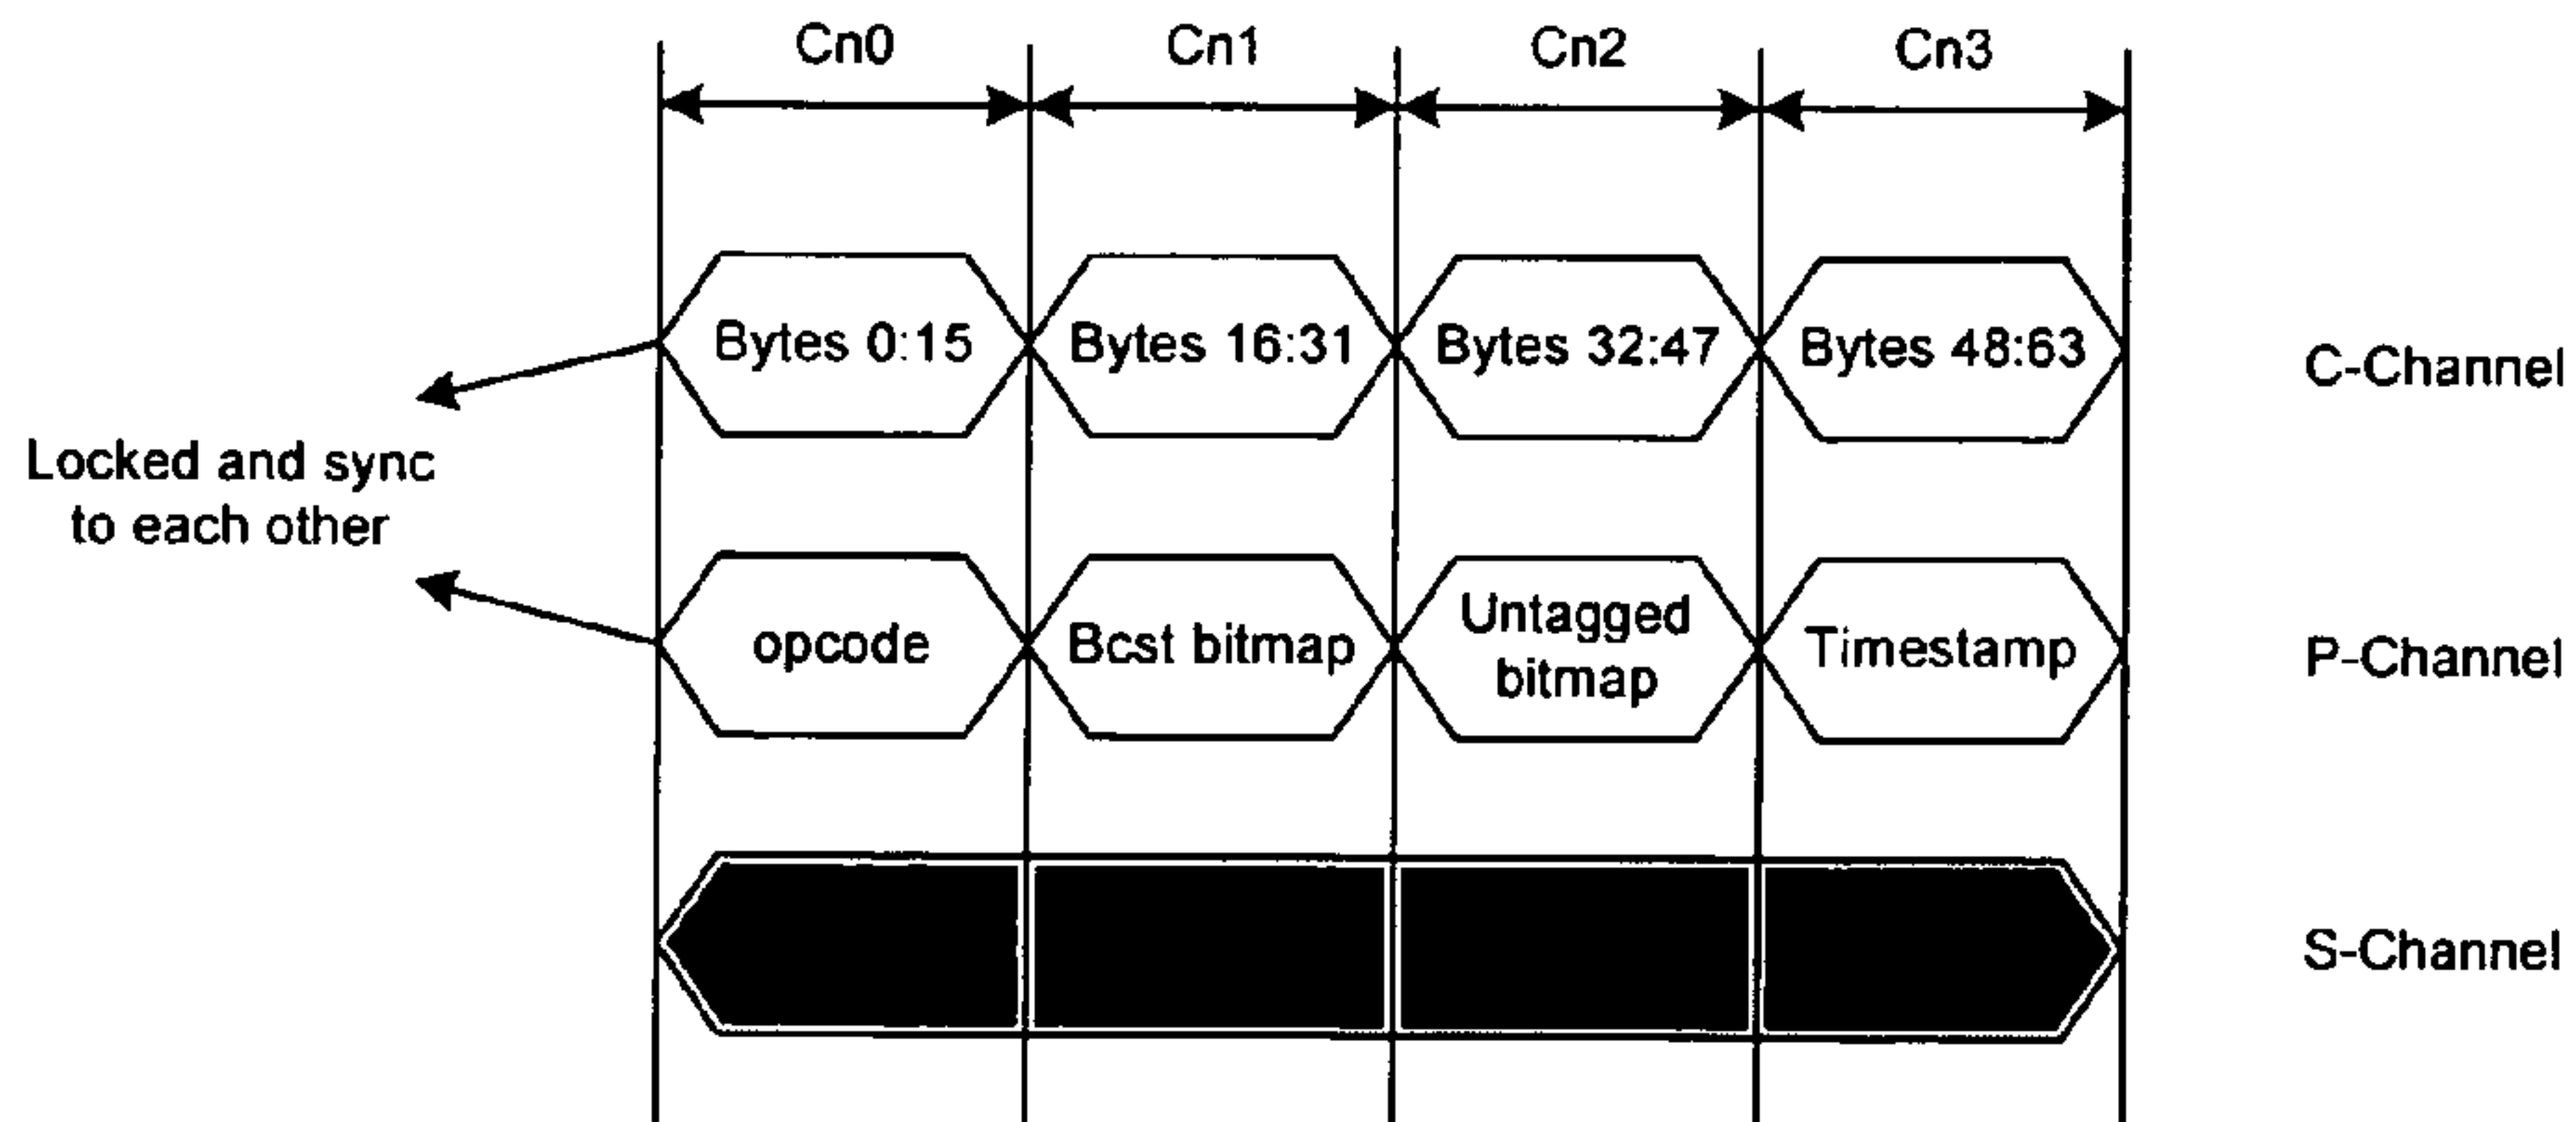 Cn0 Cn1 Cn2 Cn3
Bytes 0:15 Bytes 16:31 Bytes 32:47 Bytes 48:63 C-Channel
Locked and sync
to each other
opcode Bcst bitmap Untagged
bitmap Timestamp P-Channel
S-Channel